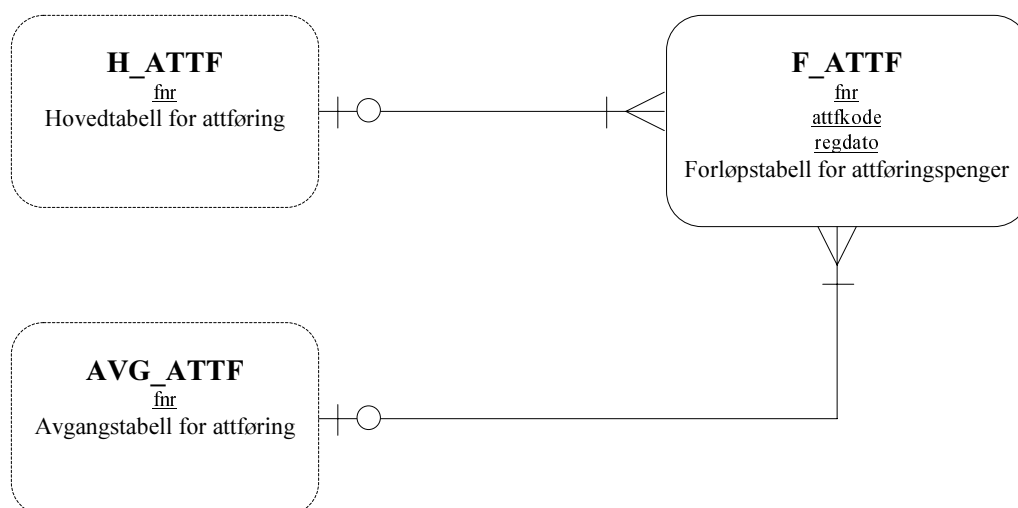 H_ATTF
fnr
Hovedtabell for attføring
F_ATTF
fnr
attfkode
regdato
Forløpstabell for attføringspenger
AVG_ATTF
fnr
Avgangstabell for attføring